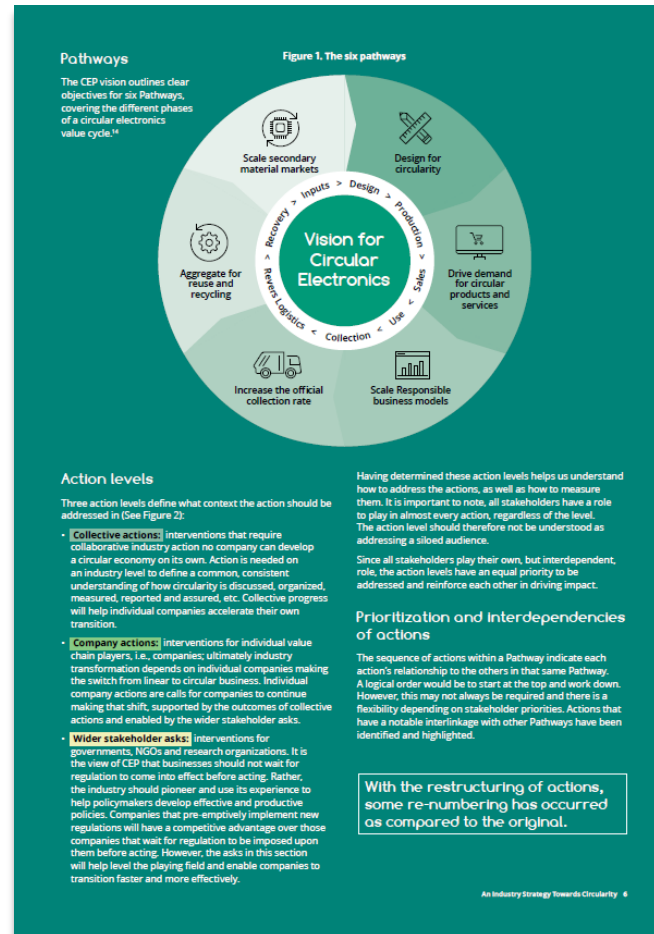 Pathways
The CEP vision outlines clear
objectives for six Pathways,
covering the different phases
of a circular electronics
value cycle.¹⁴
Figure 1. The six pathways
Scale secondary
material markets
Design for
circularity
Aggregate for
reuse and
recycling
Drive demand
for circular
products and
services
Increase the official
collection rate
Scale Responsible
business models
Inputs > Design > Production > Sales > Use > Collection > Revers Logistics > Recovery >
Vision for
Circular
Electronics
Action levels
Three action levels define what context the action should be
addressed in (See Figure 2):
• Collective actions: interventions that require
collaborative industry action no company can develop
a circular economy on its own. Action is needed on
an industry level to define a common, consistent
understanding of how circularity is discussed, organized,
measured, reported and assured, etc. Collective progress
will help individual companies accelerate their own
transition.
• Company actions: interventions for individual value
chain players, i.e., companies; ultimately industry
transformation depends on individual companies making
the switch from linear to circular business. Individual
company actions are calls for companies to continue
making that shift, supported by the outcomes of collective
actions and enabled by the wider stakeholder asks.
• Wider stakeholder asks: interventions for
governments, NGOs and research organizations. It is
the view of CEP that businesses should not wait for
regulation to come into effect before acting. Rather,
the industry should pioneer and use its experience to
help policymakers develop effective and productive
policies. Companies that pre-emptively implement new
regulations will have a competitive advantage over those
companies that wait for regulation to be imposed upon
them before acting. However, the asks in this section
will help level the playing field and enable companies to
transition faster and more effectively.
Having determined these action levels helps us understand
how to address the actions, as well as how to measure
them. It is important to note, all stakeholders have a role
to play in almost every action, regardless of the level.
The action level should therefore not be understood as
addressing a siloed audience.
Since all stakeholders play their own, but interdependent,
role, the action levels have an equal priority to be
addressed and reinforce each other in driving impact.
Prioritization and interdependencies
of actions
The sequence of actions within a Pathway indicate each
action's relationship to the others in that same Pathway.
A logical order would be to start at the top and work down.
However, this may not always be required and there is a
flexibility depending on stakeholder priorities. Actions that
have a notable interlinkage with other Pathways have been
identified and highlighted.
With the restructuring of actions,
some re-numbering has occurred
as compared to the original.
An Industry Strategy Towards Circularity 6